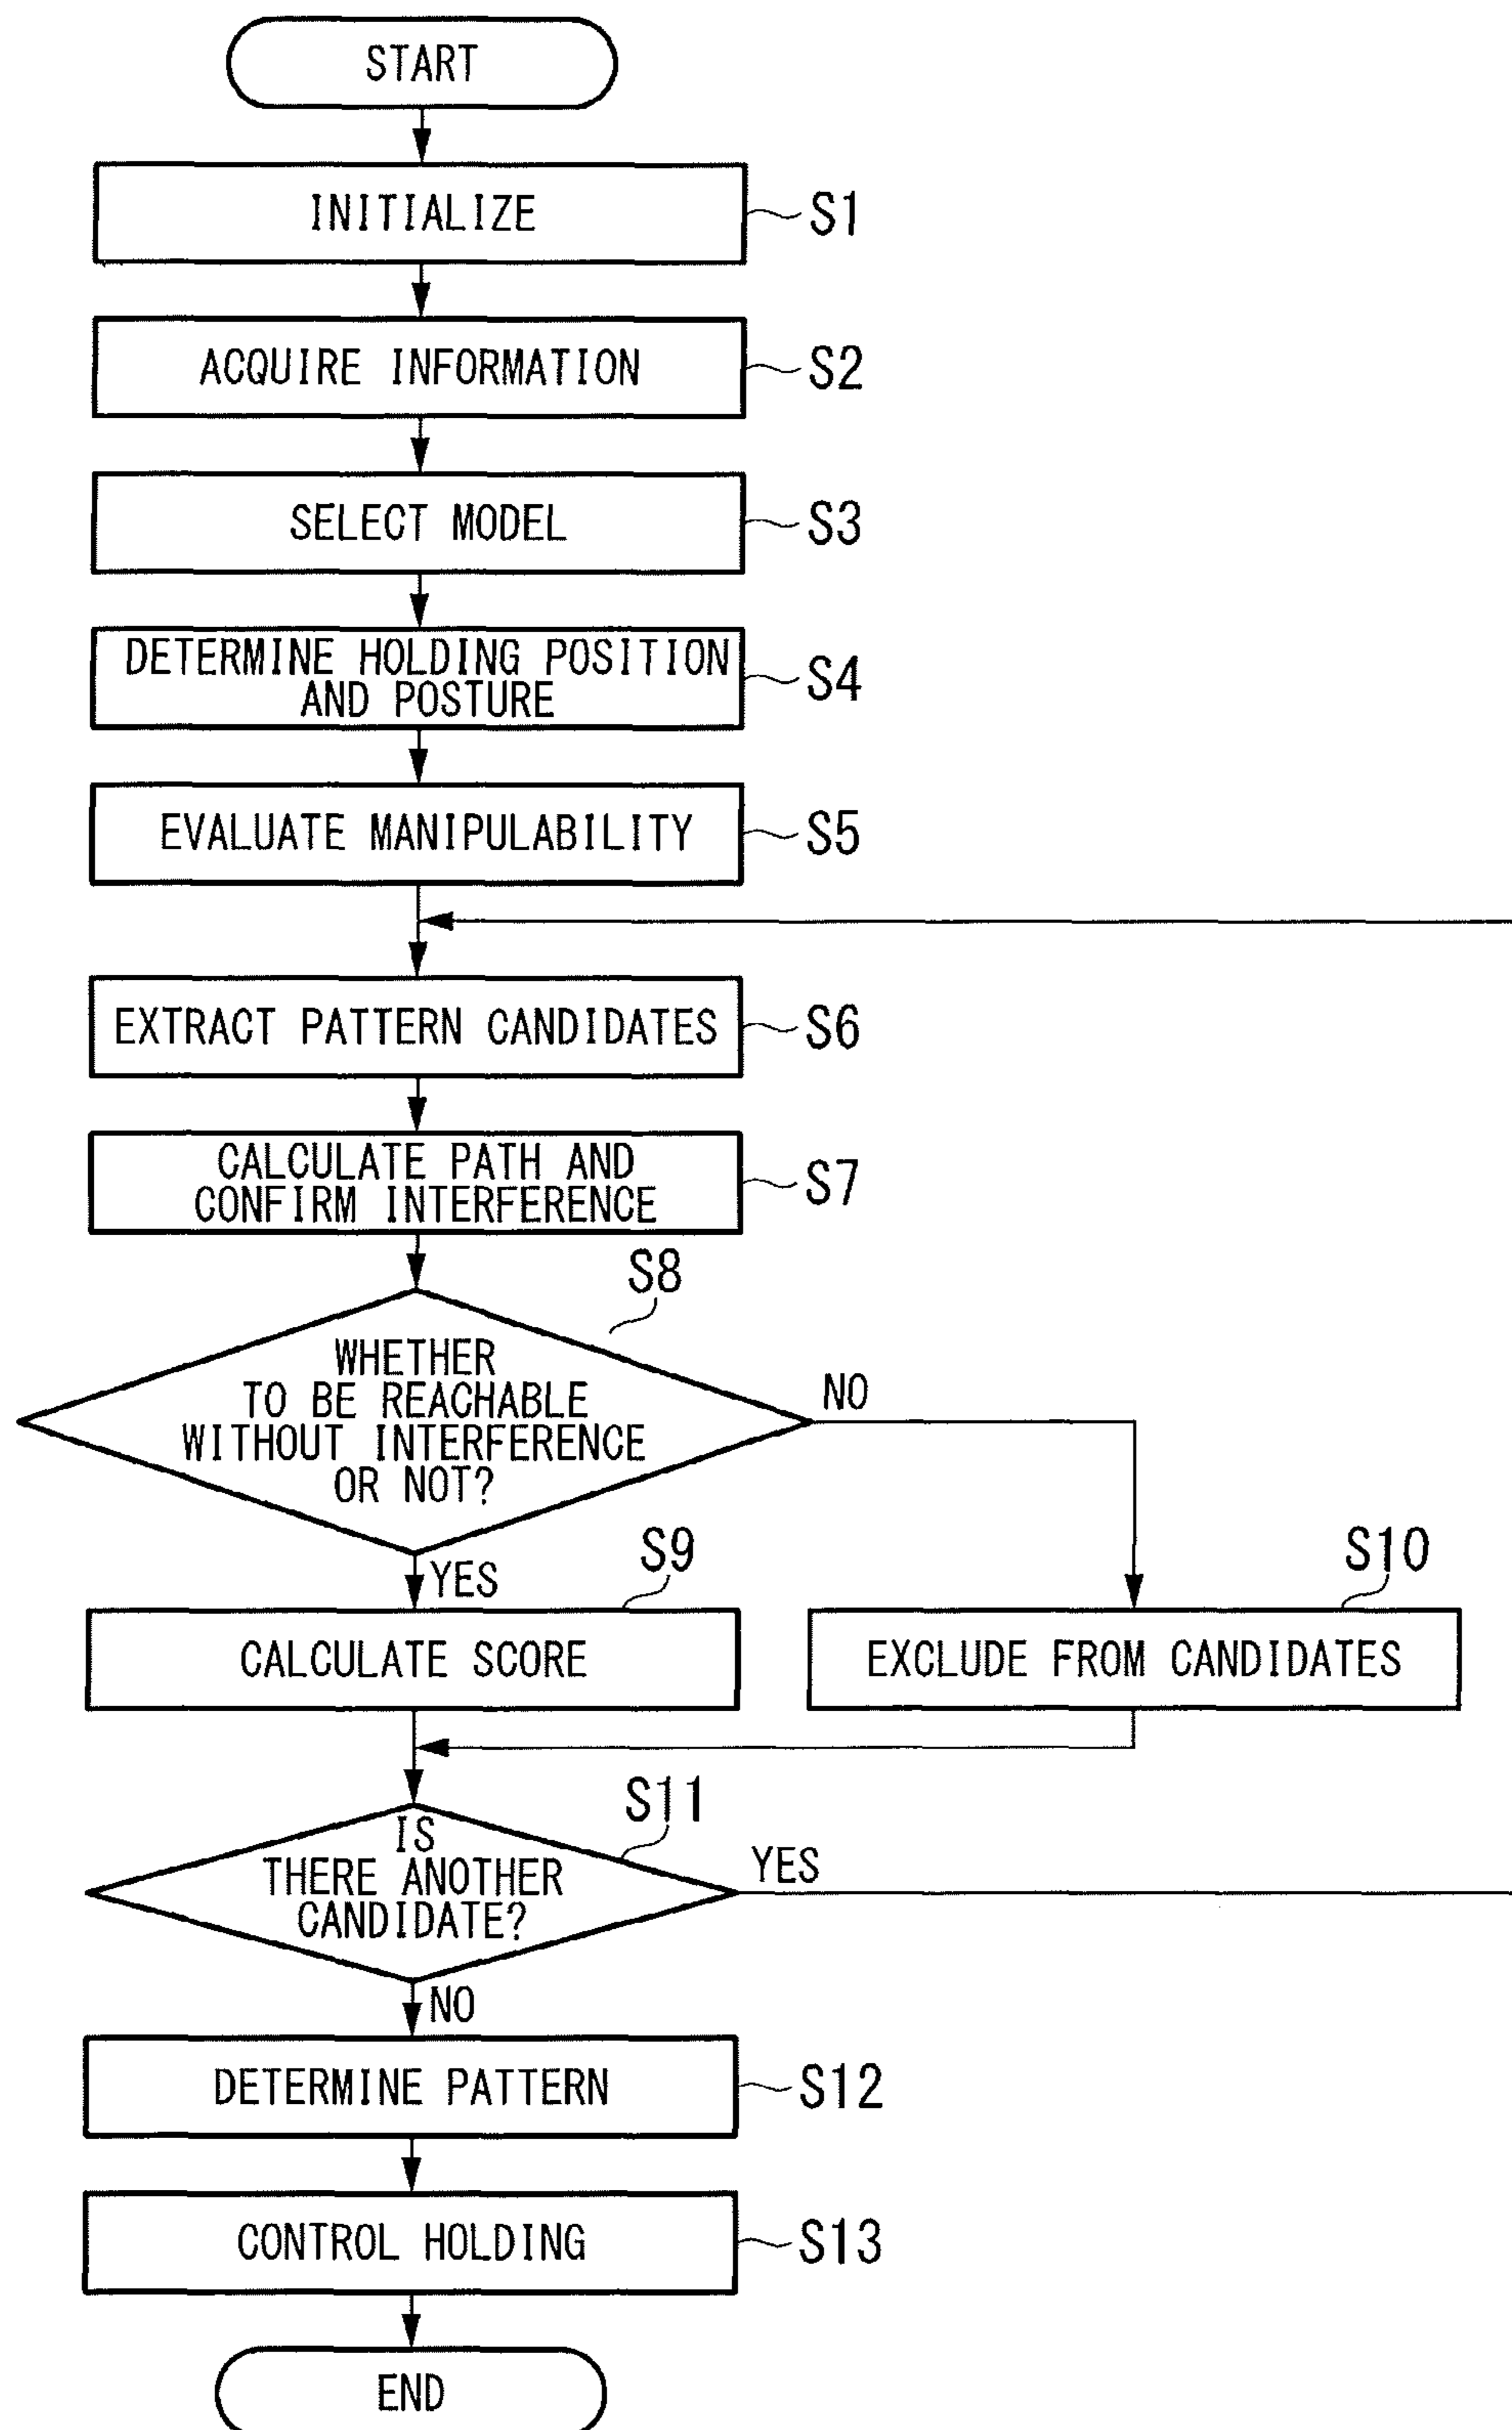 START
INITIALIZE
S1
ACQUIRE INFORMATION
S2
SELECT MODEL
S3
DETERMINE HOLDING POSITION
AND POSTURE
S4
EVALUATE MANIPULABILITY
S5
EXTRACT PATTERN CANDIDATES
S6
CALCULATE PATH AND
CONFIRM INTERFERENCE
S7
S8
WHETHER
TO BE REACHABLE
WITHOUT INTERFERENCE
OR NOT?
NO
YES
S9
CALCULATE SCORE
S10
EXCLUDE FROM CANDIDATES
S11
IS
THERE ANOTHER
CANDIDATE?
YES
NO
DETERMINE PATTERN
S12
CONTROL HOLDING
S13
END